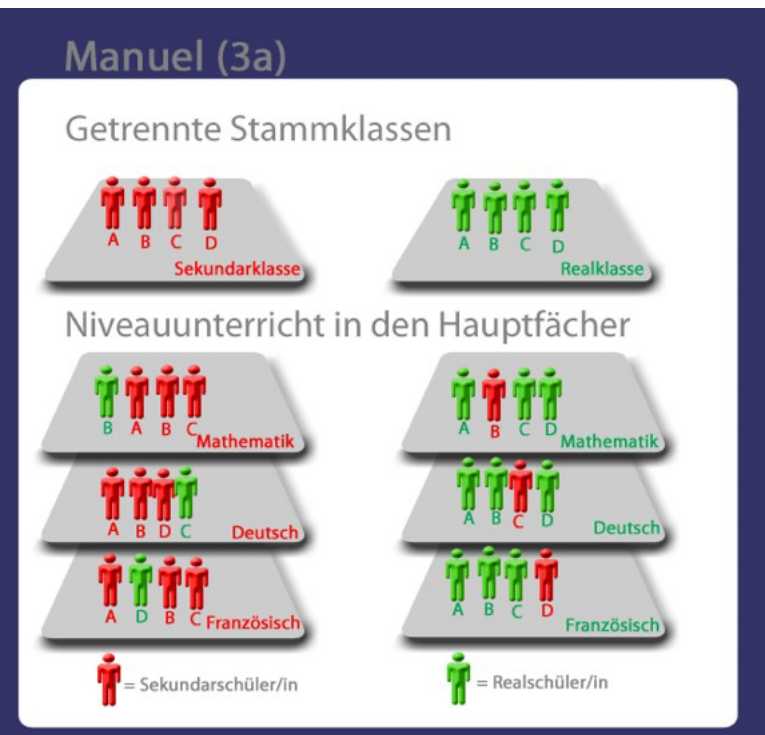 Manuel (3a)
Getrennte Stammklassen
A B C D
Sekundarklasse
A B C D
Realklasse
Niveauunterricht in den Hauptfächer
B A B C
Mathematik
A B C D
Mathematik
A B D C
Deutsch
A B C D
Deutsch
A D B C
Französisch
A B C D
Französisch
= Sekundarschüler/in
= Realschüler/in